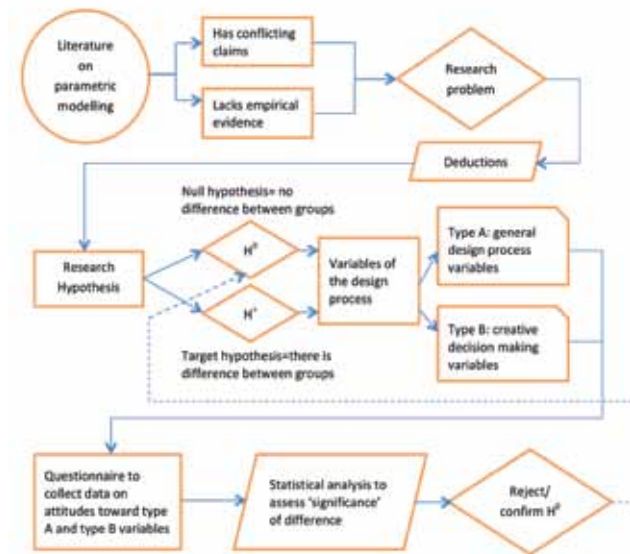 Literature
on
parametric
modelling
Has conflicting
claims
Lacks empirical
evidence
Research
problem
Deductions
Null hypothesis= no
difference between groups
Research
Hypothesis
H⁰
H⁺
Target hypothesis=there is
difference between groups
Variables of
the design
process
Type A: general
design process
variables
Type B: creative
decision making
variables
Questionnaire to
collect data on
attitudes toward type
A and type B variables
Statistical analysis to
assess 'significance'
of difference
Reject/
confirm H⁰